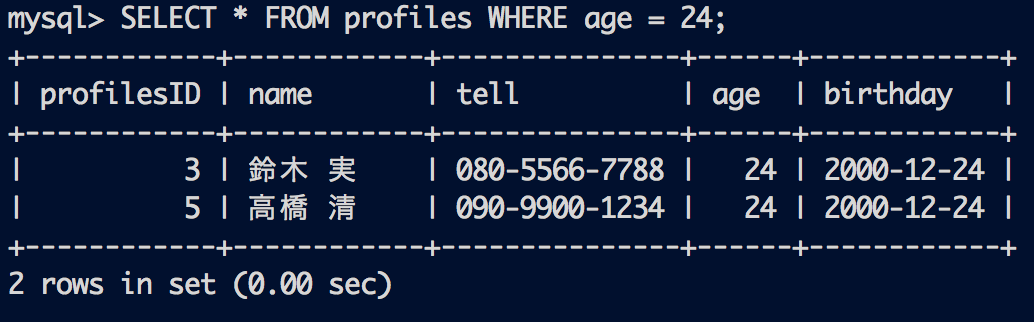 mysql> SELECT * FROM profiles WHERE age = 24;
+------------+------------+---------------+------+------------+
| profilesID | name       | tell          | age  | birthday   |
+------------+------------+---------------+------+------------+
|          3 | 鈴木 実    | 080-5566-7788 |   24 | 2000-12-24 |
|          5 | 高橋 清    | 090-9900-1234 |   24 | 2000-12-24 |
+------------+------------+---------------+------+------------+
2 rows in set (0.00 sec)